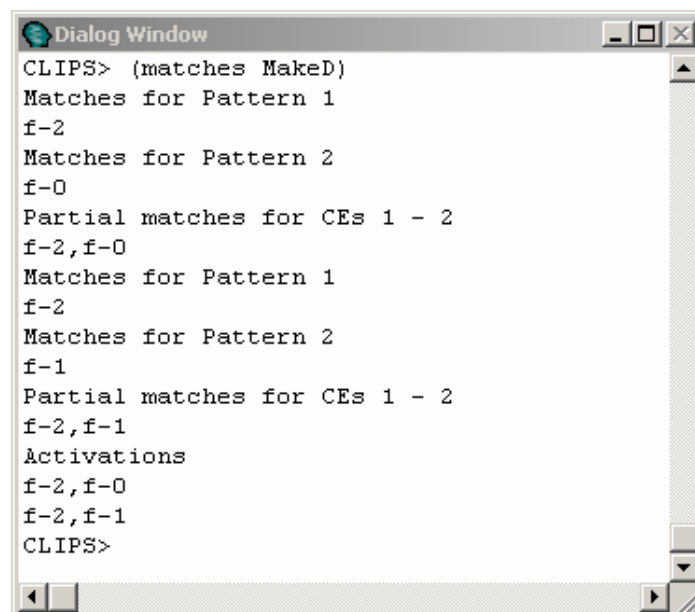 Dialog Window
CLIPS> (matches MakeD)
Matches for Pattern 1
f-2
Matches for Pattern 2
f-0
Partial matches for CEs 1 - 2
f-2,f-0
Matches for Pattern 1
f-2
Matches for Pattern 2
f-1
Partial matches for CEs 1 - 2
f-2,f-1
Activations
f-2,f-0
f-2,f-1
CLIPS>